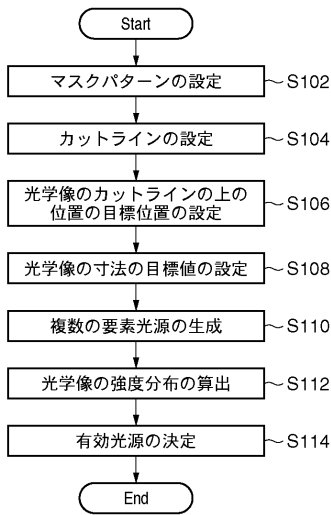 Start
マスクパターンの設定
S102
カットラインの設定
S104
光学像のカットラインの上の
位置の目標位置の設定
S106
光学像の寸法の目標値の設定
S108
複数の要素光源の生成
S110
光学像の強度分布の算出
S112
有効光源の決定
S114
End